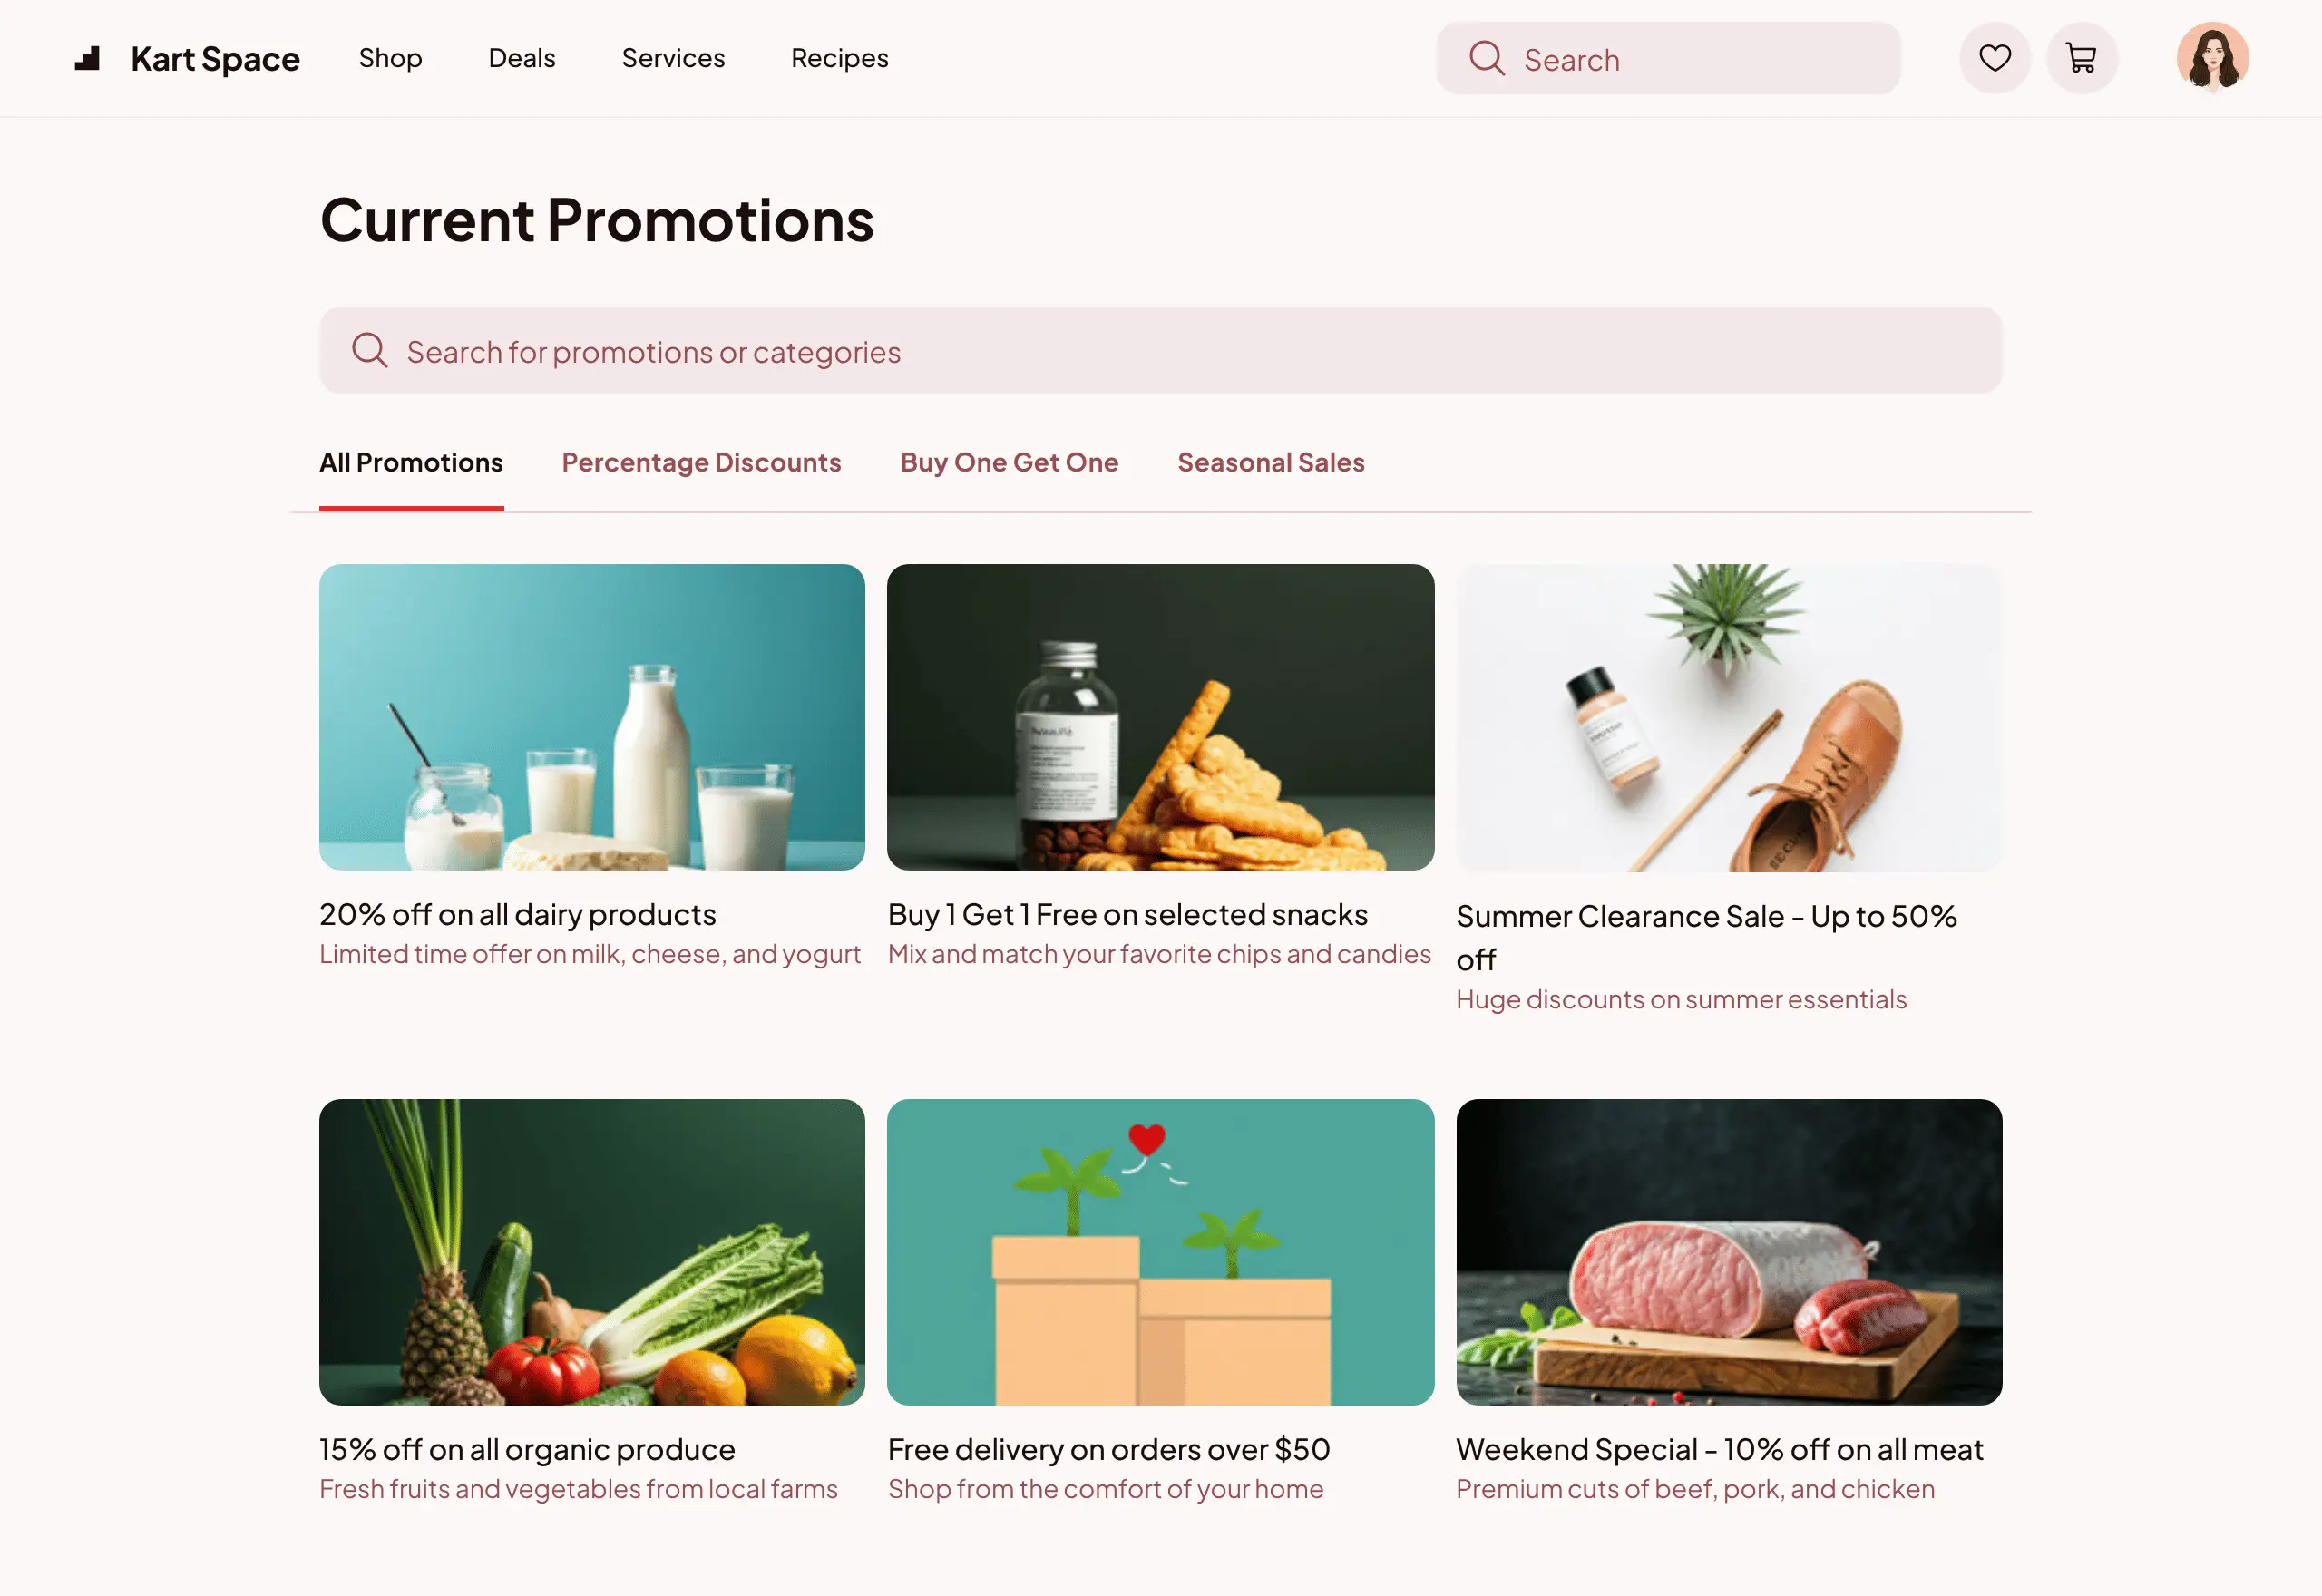 Kart Space
Shop
Deals
Services
Recipes
Search
Current Promotions
Search for promotions or categories
All Promotions
Percentage Discounts
Buy One Get One
Seasonal Sales
20% off on all dairy products
Limited time offer on milk, cheese, and yogurt
Buy 1 Get 1 Free on selected snacks
Mix and match your favorite chips and candies
Summer Clearance Sale - Up to 50%
off
Huge discounts on summer essentials
15% off on all organic produce
Fresh fruits and vegetables from local farms
Free delivery on orders over $50
Shop from the comfort of your home
Weekend Special - 10% off on all meat
Premium cuts of beef, pork, and chicken